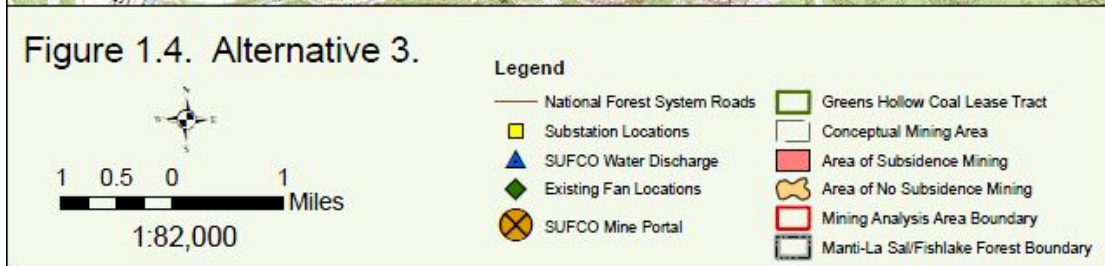 Figure 1.4. Alternative 3.
N
W E
S
1 0.5 0 1
Miles
1:82,000
Legend
National Forest System Roads
Substation Locations
SUFCO Water Discharge
Existing Fan Locations
SUFCO Mine Portal
Greens Hollow Coal Lease Tract
Conceptual Mining Area
Area of Subsidence Mining
Area of No Subsidence Mining
Mining Analysis Area Boundary
Manti-La Sal/Fishlake Forest Boundary